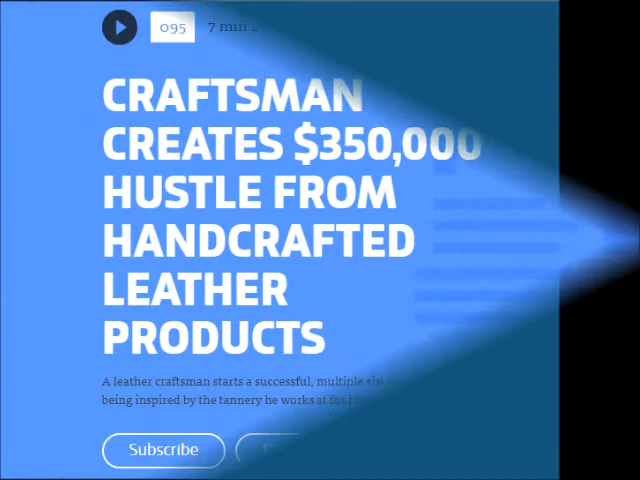 095 7 min
CRAFTSMAN
CREATES $350,000
HUSTLE FROM
HANDCRAFTED
LEATHER
PRODUCTS
A leather craftsman starts a successful, multiple
being inspired by the tannery he works at
Subscribe